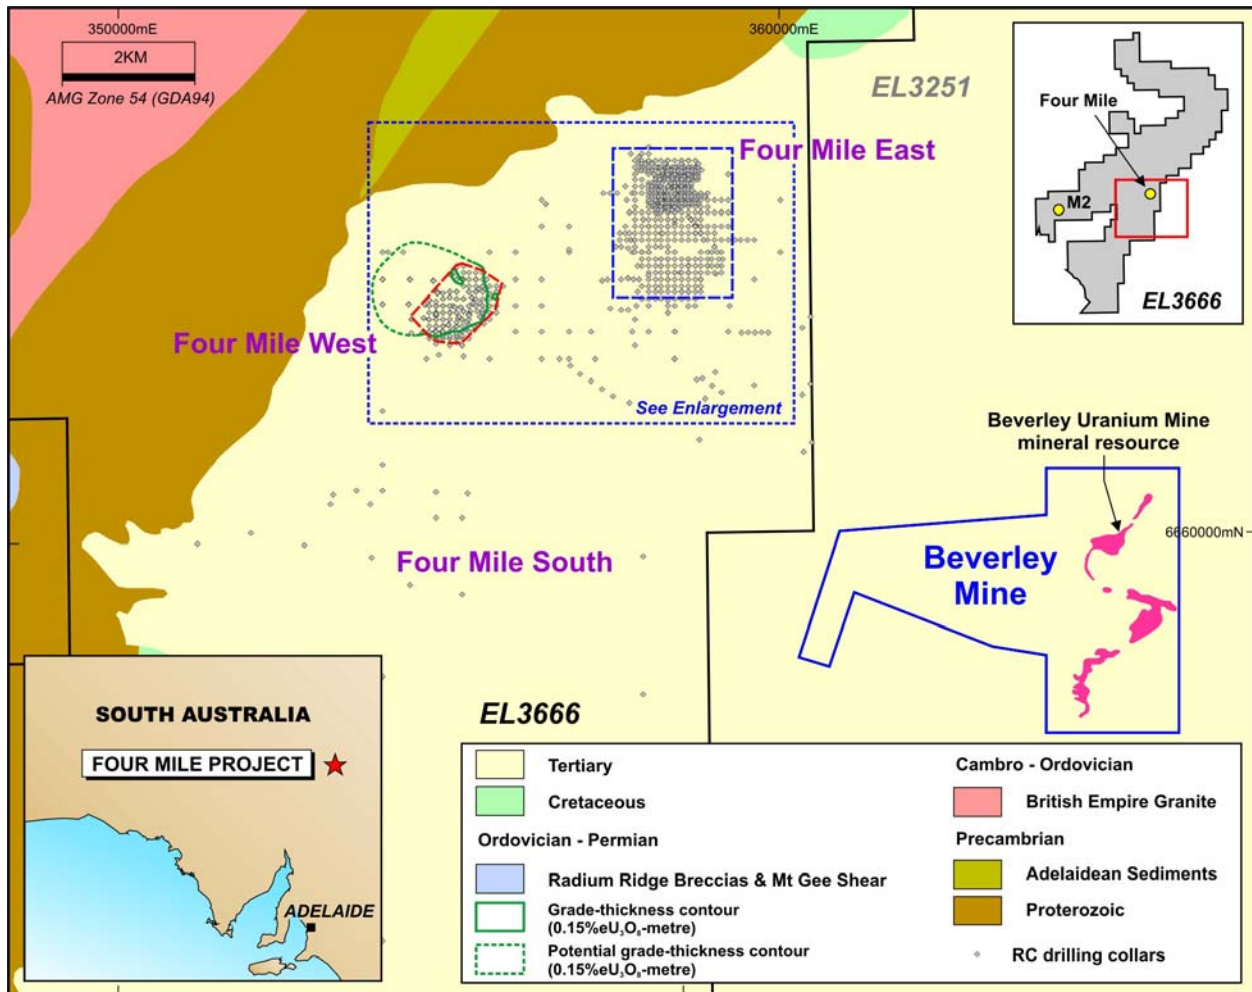 350000mE
360000mE
2KM
AMG Zone 54 (GDA94)
EL3251
Four Mile
M2
EL3666
Four Mile East
Four Mile West
See Enlargement
Beverley Uranium Mine
mineral resource
6660000mN
Four Mile South
Beverley
Mine
EL3666
SOUTH AUSTRALIA
FOUR MILE PROJECT
ADELAIDE
Tertiary
Cretaceous
Ordovician - Permian
Radium Ridge Breccias & Mt Gee Shear
Grade-thickness contour
(0.15%eU₃O₈-metre)
Potential grade-thickness contour
(0.15%eU₃O₈-metre)
Cambro - Ordovician
British Empire Granite
Precambrian
Adelaidean Sediments
Proterozoic
RC drilling collars